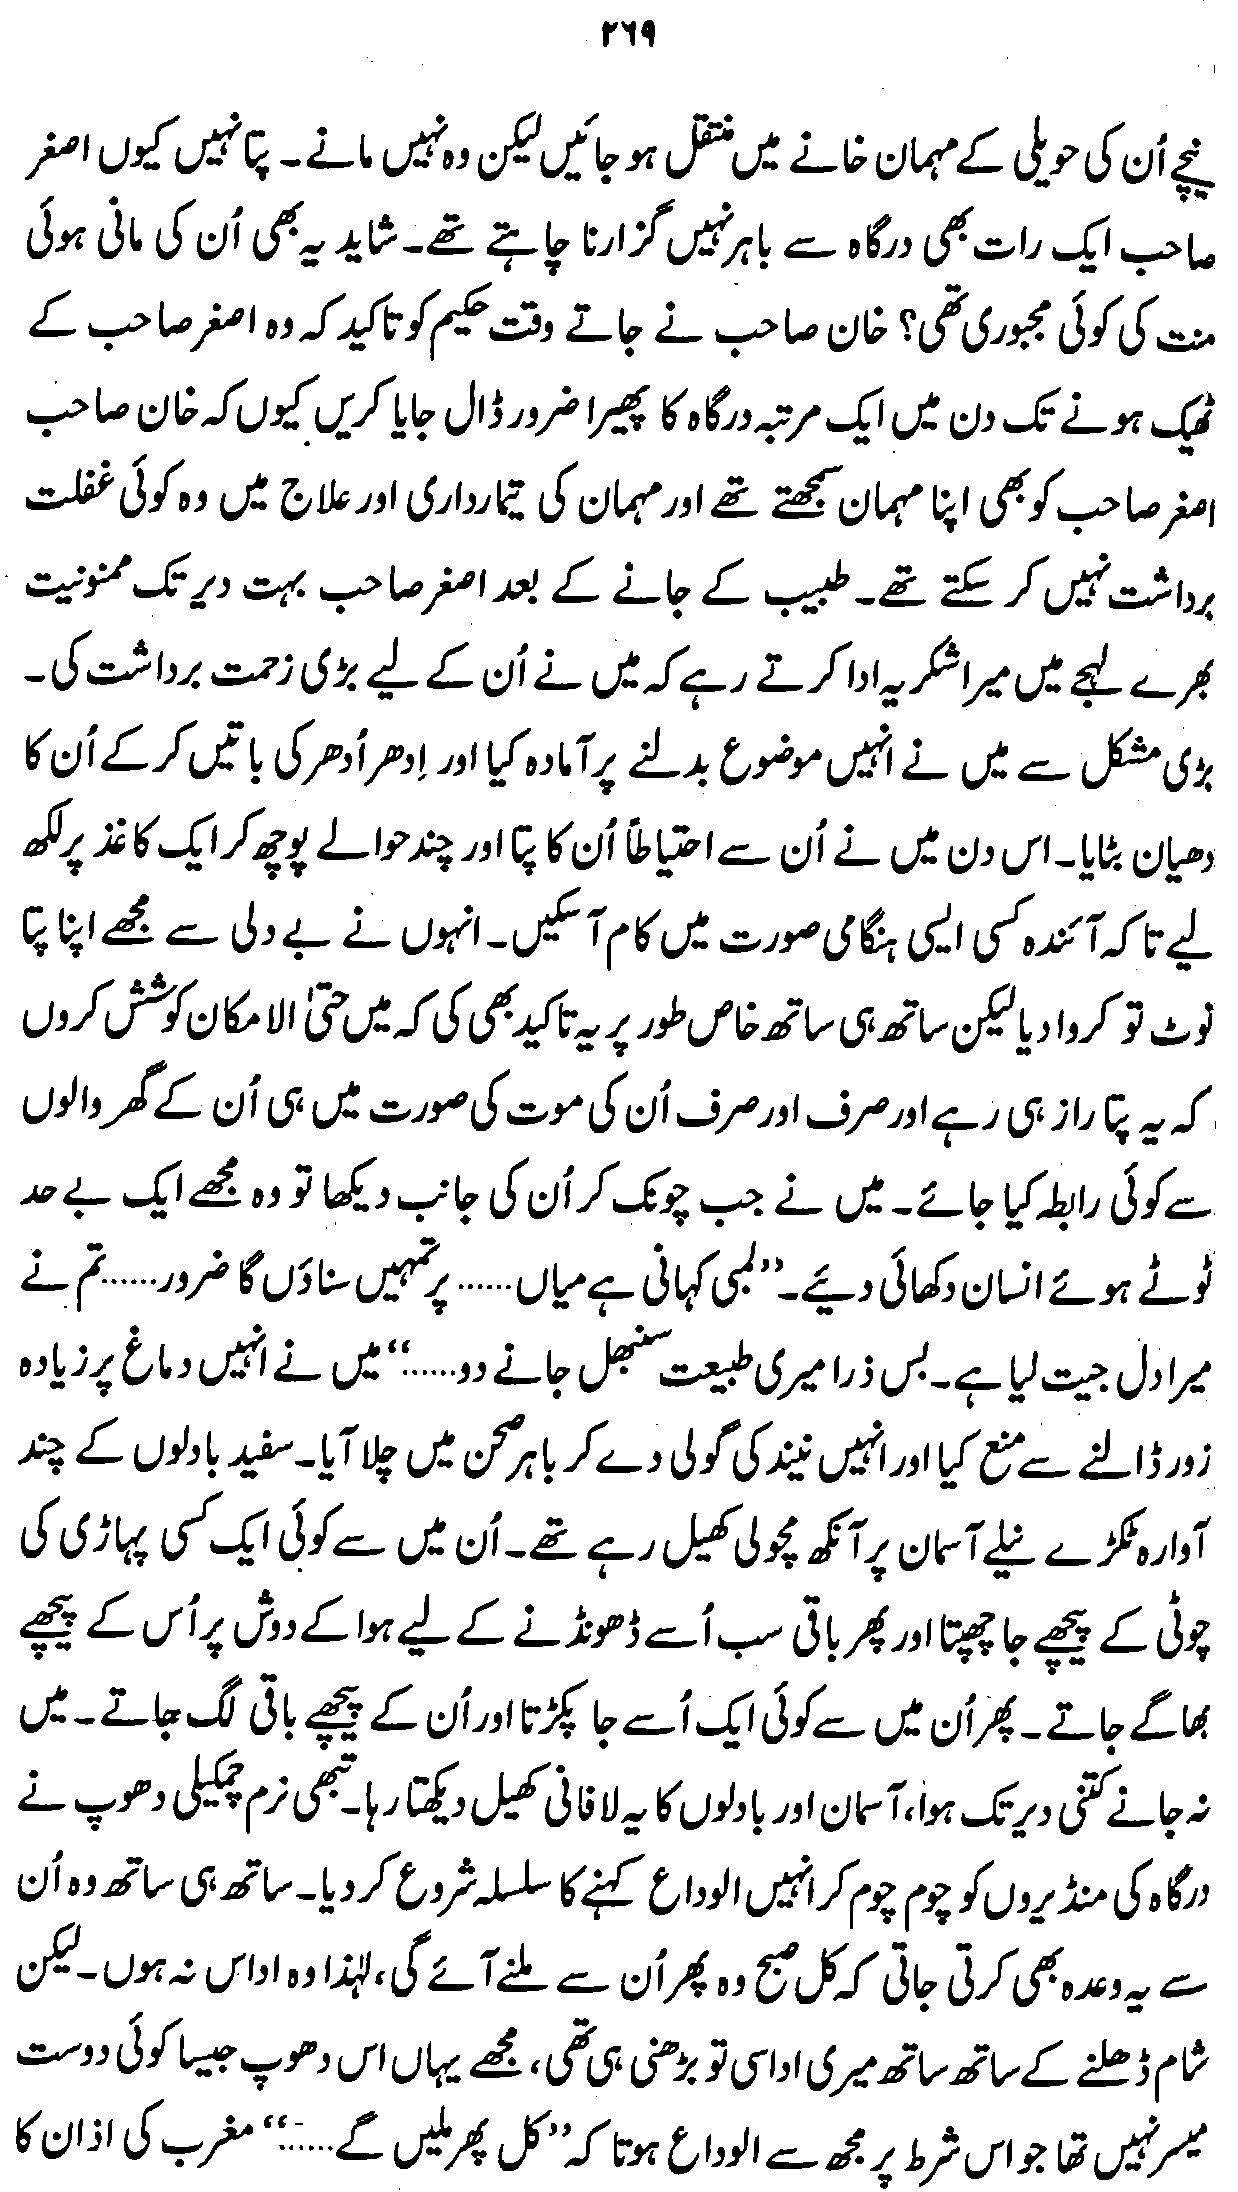 ۲۶۹
نیچے اُن کی حویلی کے مہمان خانے میں منتقل ہو جائیں لیکن وہ نہیں مانے۔ پتا نہیں کیوں اصغر
صاحب ایک رات بھی درگاہ سے باہر نہیں گزارنا چاہتے تھے۔ شاید یہ بھی اُن کی مانی ہوئی
منت کی کوئی مجبوری تھی؟ خان صاحب نے جاتے وقت حکیم کو تاکید کہ وہ اصغر صاحب کے
ٹھیک ہونے تک دن میں ایک مرتبہ درگاہ کا پھیرا ضرور ڈال جایا کریں کیوں کہ خان صاحب
اصغر صاحب کو بھی اپنا مہمان سمجھتے تھے اور مہمان کی تیمارداری اور علاج میں وہ کوئی غفلت
برداشت نہیں کر سکتے تھے۔ طبیب کے جانے کے بعد اصغر صاحب بہت دیر تک ممنونیت
بھرے لہجے میں میرا شکریہ ادا کرتے رہے کہ میں نے اُن کے لیے بڑی زحمت برداشت کی۔
بڑی مشکل سے میں نے انہیں موضوع بدلنے پر آمادہ کیا اور اِدھر اُدھر کی باتیں کر کے اُن کا
دھیان بٹایا۔ اس دن میں نے اُن سے احتیاطاً اُن کا پتا اور چند حوالے پوچھ کر ایک کاغذ پر لکھ
لیے تاکہ آئندہ کسی ایسی ہنگامی صورت میں کام آ سکیں۔ انہوں نے بے دلی سے مجھے اپنا پتا
نوٹ تو کروا دیا لیکن ساتھ ہی ساتھ خاص طور پر یہ تاکید بھی کی کہ میں حتیٰ الامکان کوشش کروں
کہ یہ پتا راز ہی رہے اور صرف اور صرف اُن کی موت کی صورت میں ہی اُن کے گھر والوں
سے کوئی رابطہ کیا جائے۔ میں نے جب چونک کر اُن کی جانب دیکھا تو وہ مجھے ایک بے حد
ٹوٹے ہوئے انسان دکھائی دیئے۔ ”لمبی کہانی ہے میاں...... پر تمہیں سناؤں گا ضرور...... تم نے
میرا دل جیت لیا ہے۔ بس ذرا میری طبیعت سنبھل جانے دو......“ میں نے انہیں دماغ پر زیادہ
زور ڈالنے سے منع کیا اور انہیں نیند کی گولی دے کر باہر صحن میں چلا آیا۔ سفید بادلوں کے چند
آوارہ ٹکڑے نیلے آسمان پر آنکھ مچولی کھیل رہے تھے۔ اُن میں سے کوئی ایک کسی پہاڑی کی
چوٹی کے پیچھے جا چھپتا اور پھر باقی سب اُسے ڈھونڈنے کے لیے ہوا کے دوش پر اُس کے پیچھے
بھاگے جاتے۔ پھر اُن میں سے کوئی ایک اُسے جا پکڑتا اور اُن کے پیچھے باقی لگ جاتے۔ میں
نہ جانے کتنی دیر تک ہوا، آسمان اور بادلوں کا یہ لافانی کھیل دیکھتا رہا۔ تبھی نرم چمکیلی دھوپ نے
درگاہ کی منڈیروں کو چوم چوم کر انہیں الوداع کہنے کا سلسلہ شروع کر دیا۔ ساتھ ہی ساتھ وہ اُن
سے یہ وعدہ بھی کرتی جاتی کہ کل صبح وہ پھر اُن سے ملنے آئے گی، لہٰذا وہ اداس نہ ہوں۔ لیکن
شام ڈھلنے کے ساتھ ساتھ میری اداسی تو بڑھنی ہی تھی، مجھے یہاں اس دھوپ جیسا کوئی دوست
میسر نہیں تھا جو اس شرط پر مجھ سے الوداع ہوتا کہ ”کل پھر ملیں گے......“ مغرب کی اذان کا